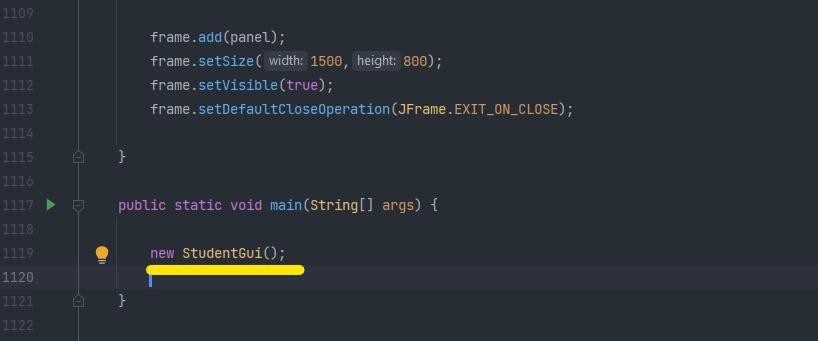 1109
1110 frame.add(panel);
1111 frame.setSize( width: 1500, height: 800);
1112 frame.setVisible(true);
1113 frame.setDefaultCloseOperation(JFrame.EXIT_ON_CLOSE);
1114
1115 }
1116
1117 public static void main(String[] args) {
1118
1119 new StudentGui();
1120
1121 }
1122